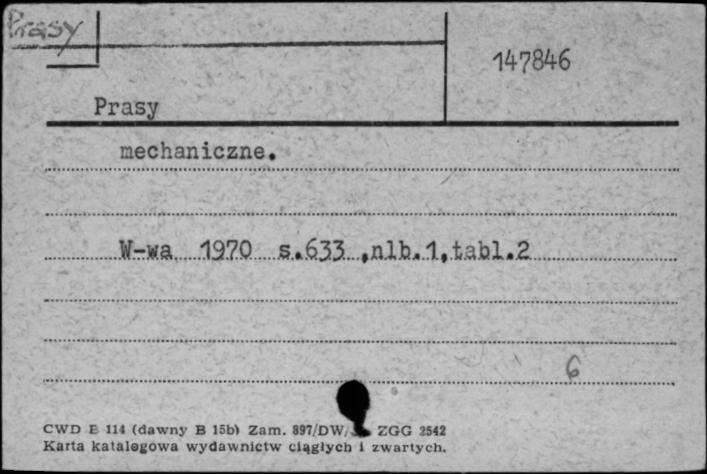 Prasy
147846
Prasy
mechaniczne.
W-wa 1970 s.633 ,nlb.1,tabl.2
6
CWD B 114 (dawny B 15b) Zam. 897/DW/ ZGG 2542
Karta katalogowa wydawnictw ciągłych i zwartych.